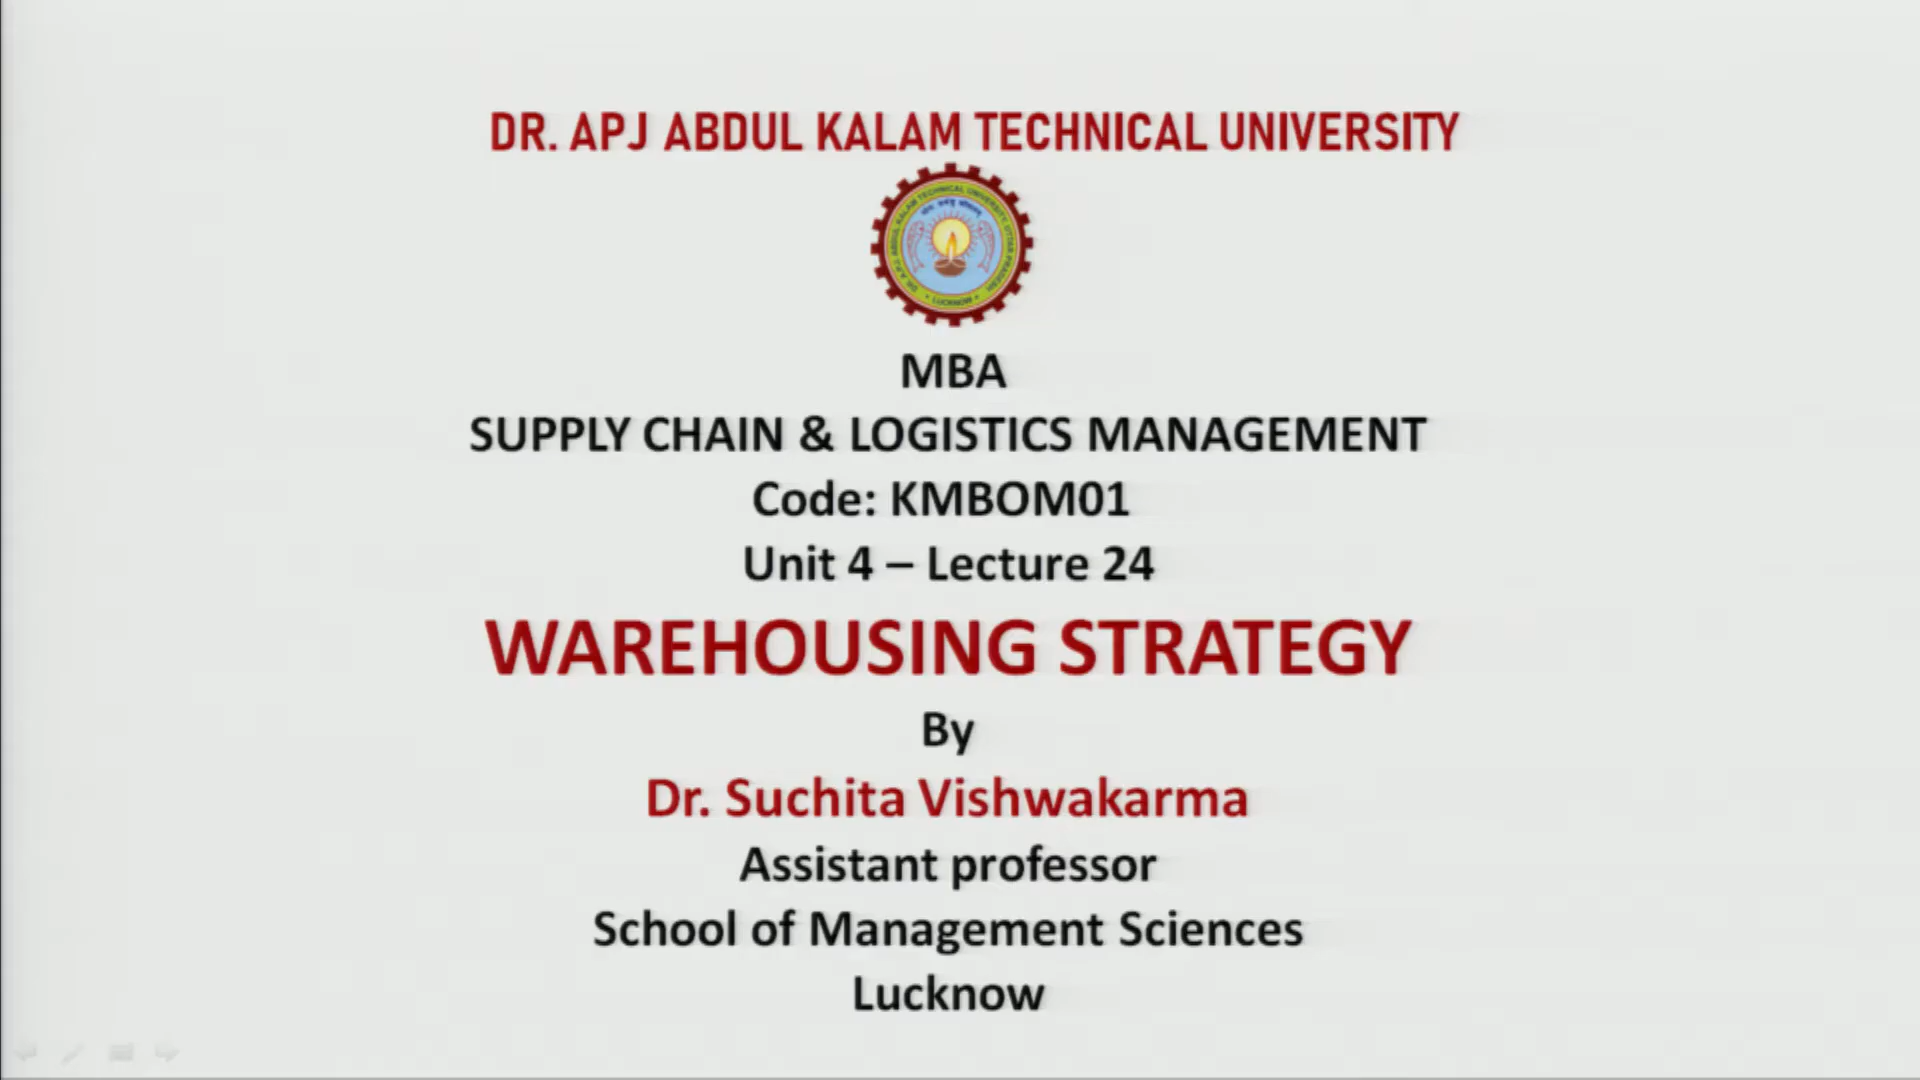 DR. APJ ABDUL KALAM TECHNICAL UNIVERSITY
MBA
SUPPLY CHAIN & LOGISTICS MANAGEMENT
Code: KMBOM01
Unit 4 – Lecture 24
WAREHOUSING STRATEGY
By
Dr. Suchita Vishwakarma
Assistant professor
School of Management Sciences
Lucknow